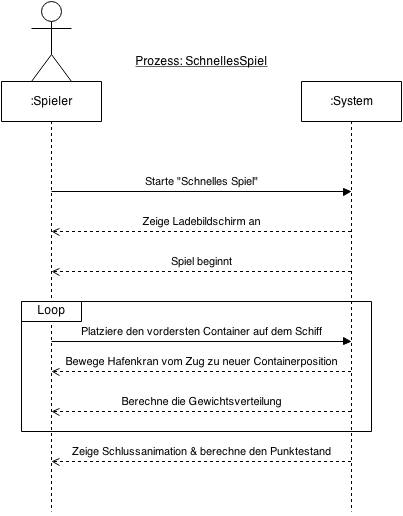 Prozess: SchnellesSpiel
:Spieler
:System
Starte "Schnelles Spiel"
Zeige Ladebildschirm an
Spiel beginnt
Loop
Platziere den vordersten Container auf dem Schiff
Bewege Hafenkran vom Zug zu neuer Containerposition
Berechne die Gewichtsverteilung
Zeige Schlussanimation & berechne den Punktestand